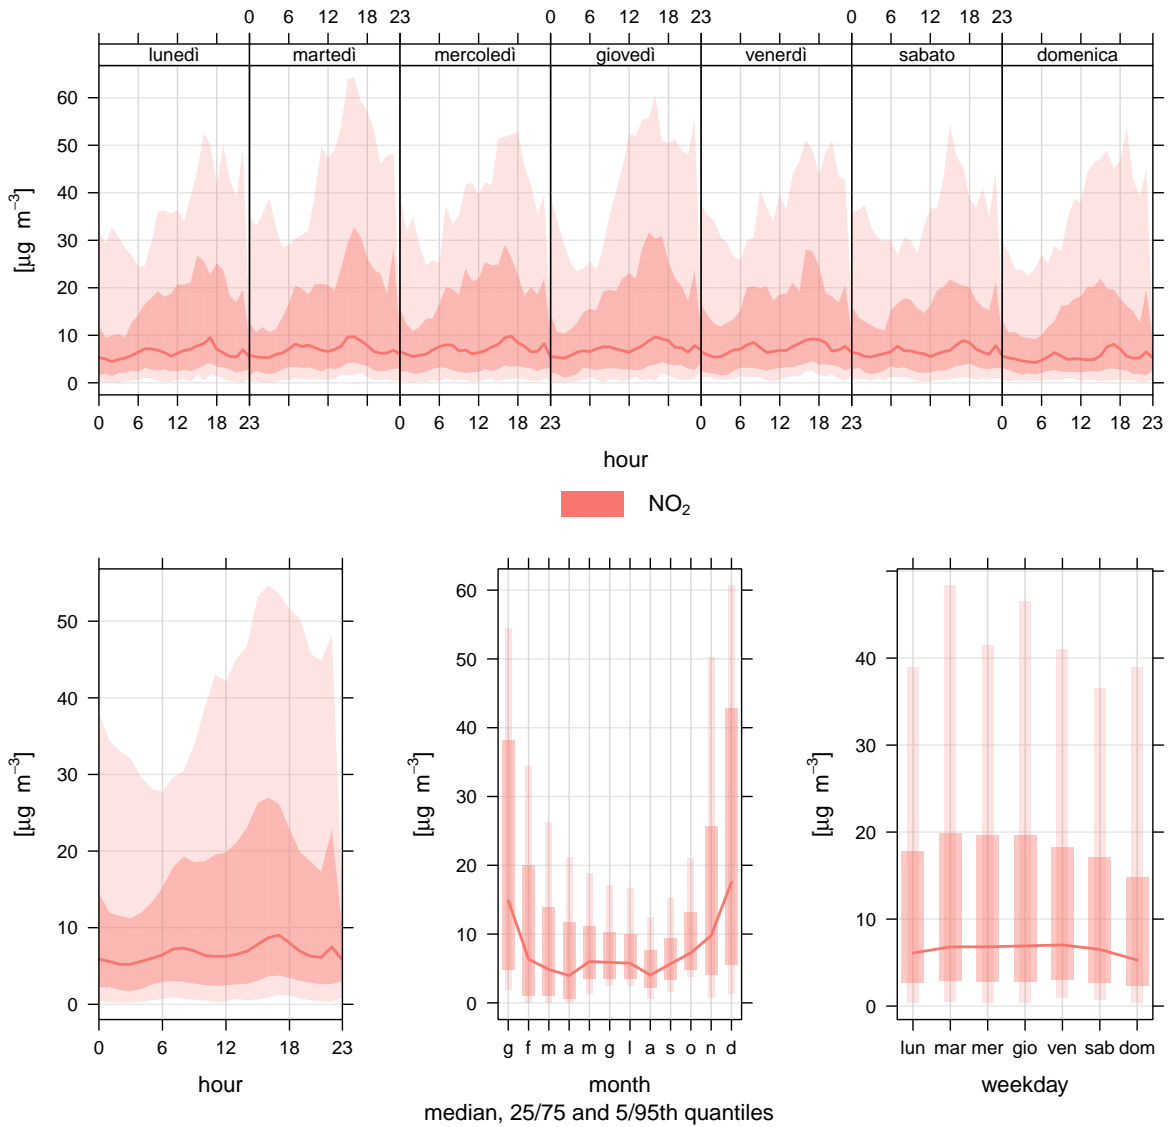 0 6 12 18 23 0 6 12 18 23 0 6 12 18 23
lunedì martedì mercoledì giovedì venerdì sabato domenica
60
50
40
30
20
10
0
[µg m⁻³]
0 6 12 18 23 0 6 12 18 23 0 6 12 18 23 0 6 12 18 23
hour
NO₂
50
40
30
20
10
0
[µg m⁻³]
0 6 12 18 23
hour
60
50
40
30
20
10
0
[µg m⁻³]
g f m a m g l a s o n d
month
40
30
20
10
0
[µg m⁻³]
lun mar mer gio ven sab dom
weekday
median, 25/75 and 5/95th quantiles